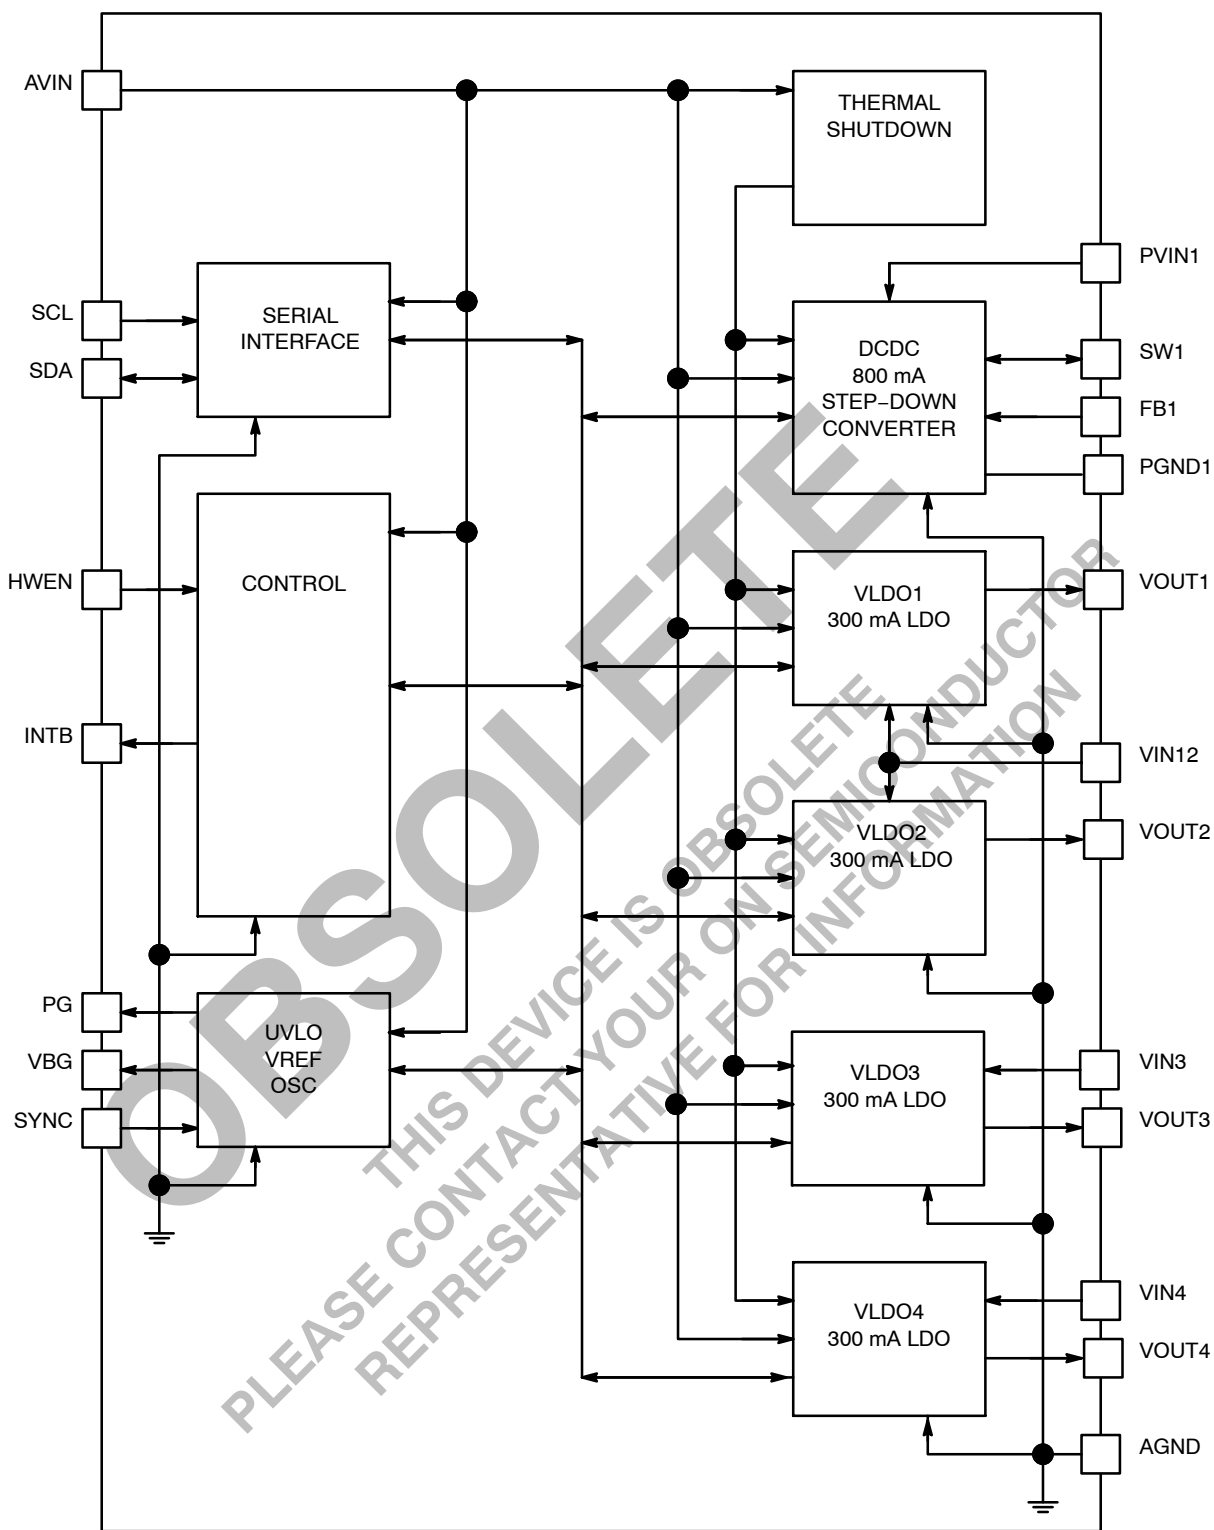 AVIN
THERMAL
SHUTDOWN
PVIN1
SCL
SERIAL
INTERFACE
SDA
DCDC
800 mA
STEP–DOWN
CONVERTER
SW1
FB1
PGND1
HWEN
CONTROL
VLDO1
300 mA LDO
VOUT1
INTB
VIN12
VLDO2
300 mA LDO
VOUT2
PG
UVLO
VREF
OSC
VBG
SYNC
VLDO3
300 mA LDO
VIN3
VOUT3
VLDO4
300 mA LDO
VIN4
VOUT4
AGND
OBSOLETE
THIS DEVICE IS OBSOLETE
PLEASE CONTACT YOUR ON SEMICONDUCTOR
REPRESENTATIVE FOR INFORMATION